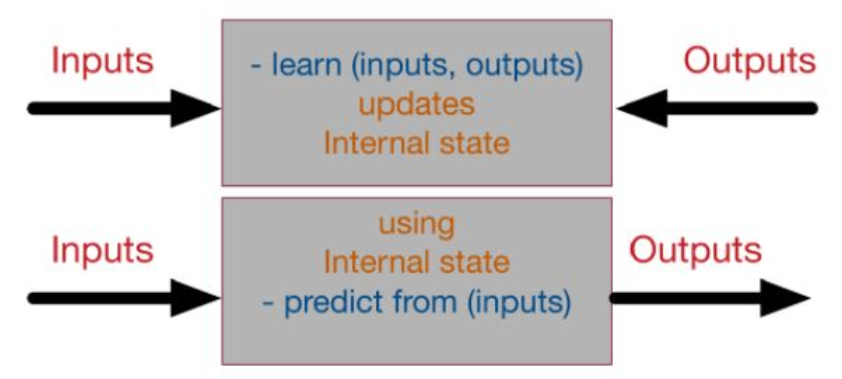 Inputs
- learn (inputs, outputs)
updates
Internal state
Outputs
Inputs
using
Internal state
- predict from (inputs)
Outputs